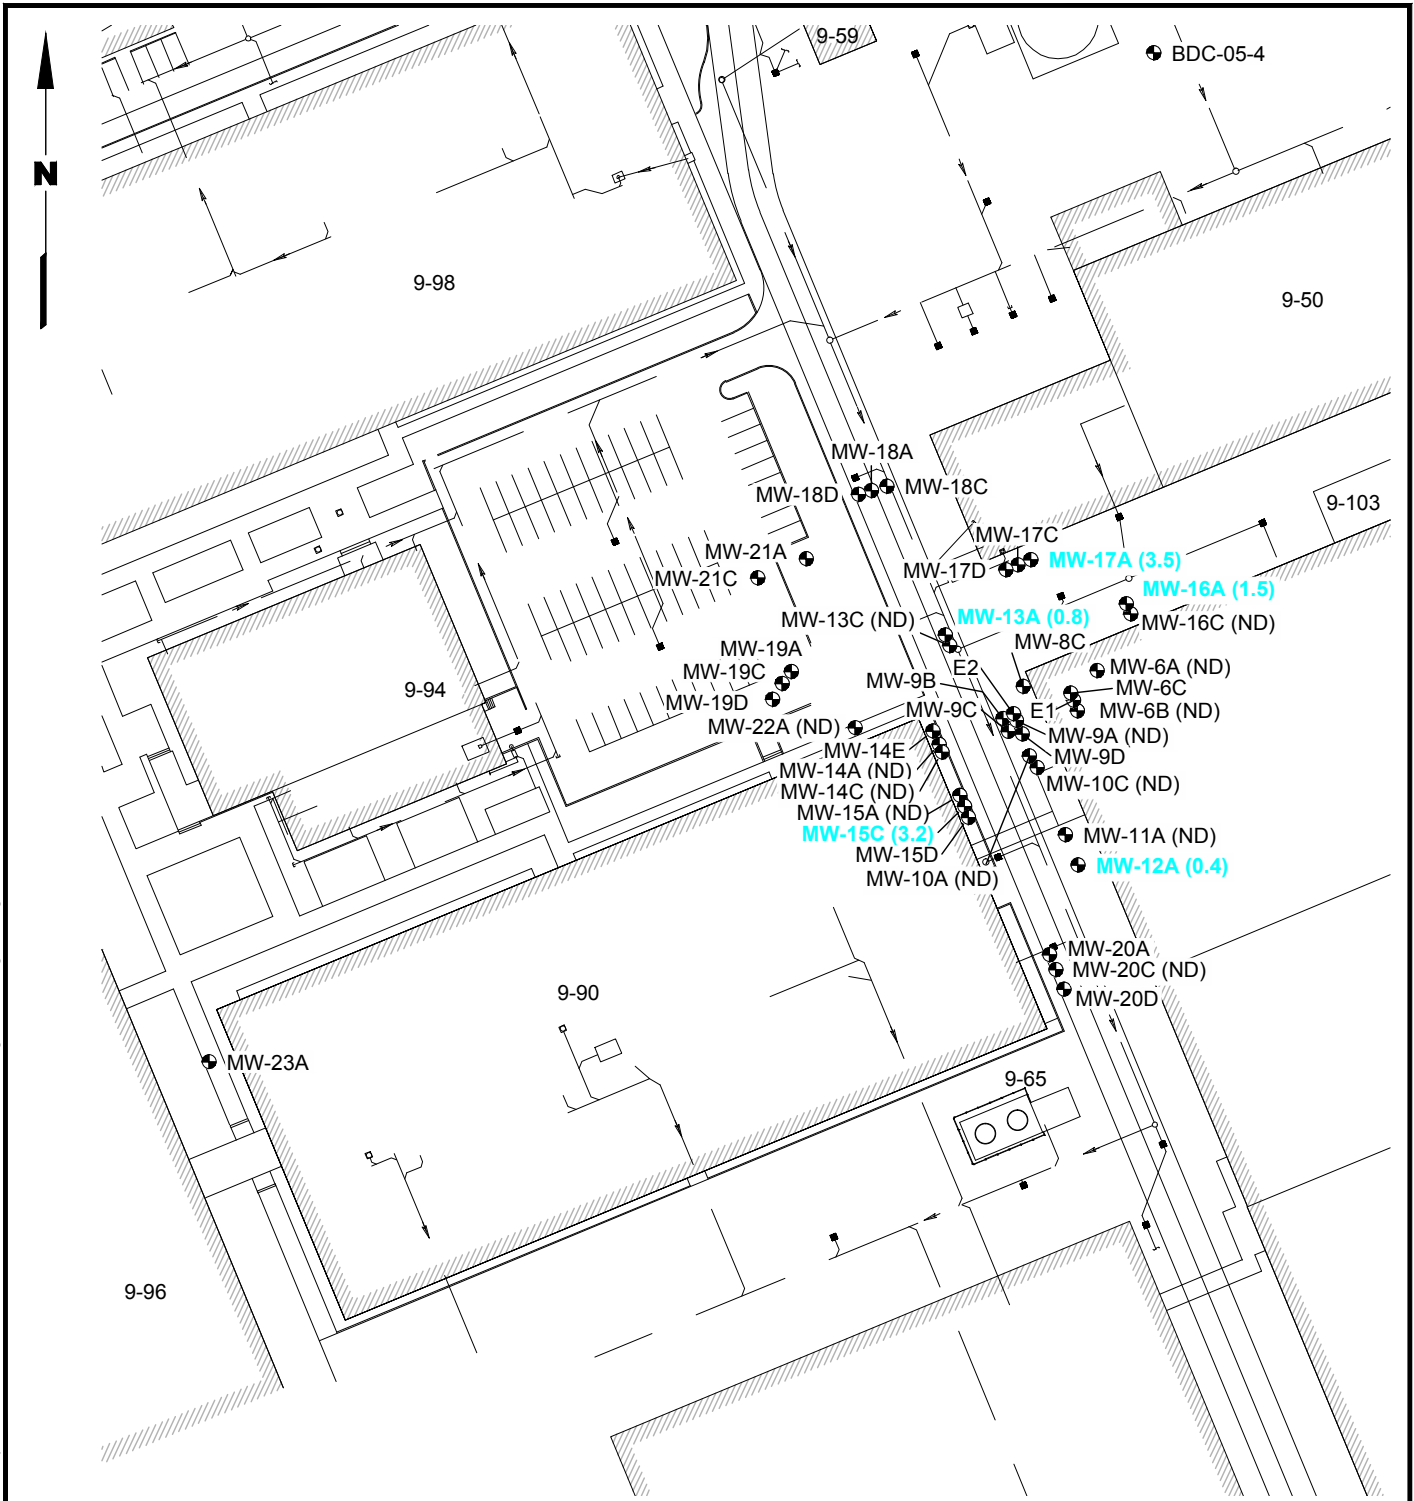 9-59
BDC-05-4
N
9-98
9-50
MW-18A
MW-18D
MW-18C
9-103
MW-17C
MW-21A
MW-17D
MW-17A (3.5)
MW-21C
MW-16A (1.5)
MW-13C (ND)
MW-13A (0.8)
MW-16C (ND)
MW-8C
MW-19A
E2
MW-6A (ND)
MW-19C
MW-9B
MW-6C
9-94
MW-19D
MW-9C
E1
MW-6B (ND)
MW-22A (ND)
MW-9A (ND)
MW-14E
MW-9D
MW-14A (ND)
MW-10C (ND)
MW-14C (ND)
MW-15A (ND)
MW-15C (3.2)
MW-11A (ND)
MW-15D
MW-12A (0.4)
MW-10A (ND)
MW-20A
MW-20C (ND)
9-90
MW-20D
MW-23A
9-65
9-96